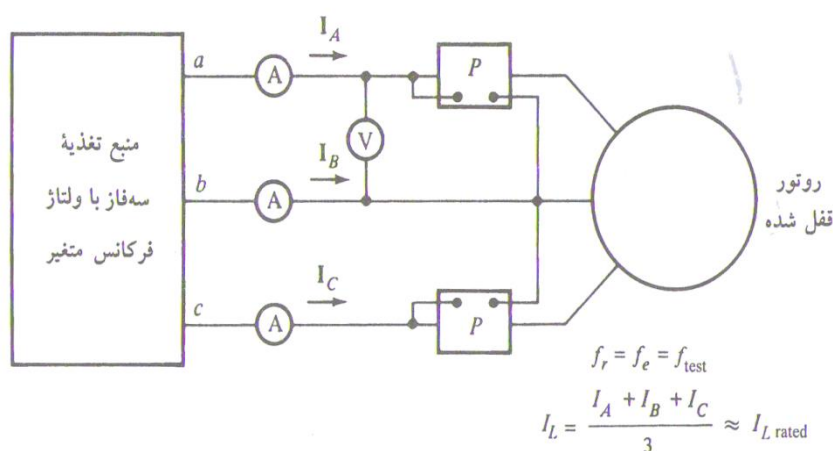 منبع تغذیهٔ
سه‌فاز با ولتاژ
فرکانس متغیر
a
A
I_A
V
P
b
A
I_B
c
A
I_C
P
روتور
قفل شده
f_r = f_e = f_test
I_L = (I_A + I_B + I_C) / 3 ≈ I_L rated